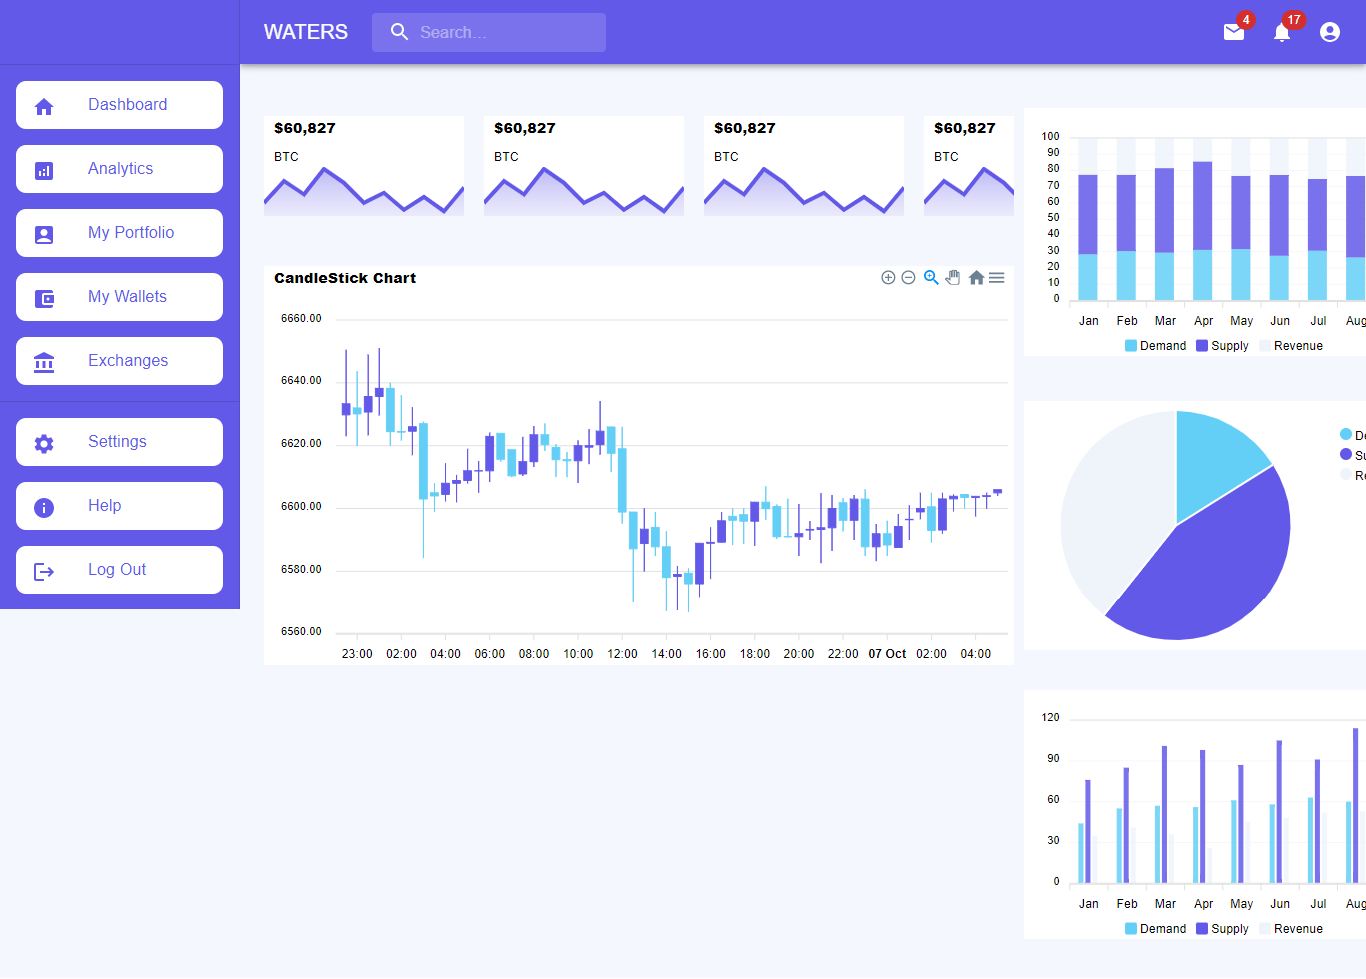 WATERS
Search...
4
17
Dashboard
Analytics
My Portfolio
My Wallets
Exchanges
Settings
Help
Log Out
$60,827
BTC
$60,827
BTC
$60,827
BTC
$60,827
BTC
CandleStick Chart
6660.00
6640.00
6620.00
6600.00
6580.00
6560.00
23:00 02:00 04:00 06:00 08:00 10:00 12:00 14:00 16:00 18:00 20:00 22:00 07 Oct 02:00 04:00
100
90
80
70
60
50
40
30
20
10
0
Jan Feb Mar Apr May Jun Jul Aug
Demand Supply Revenue
De
Su
Re
120
90
60
30
0
Jan Feb Mar Apr May Jun Jul Aug
Demand Supply Revenue